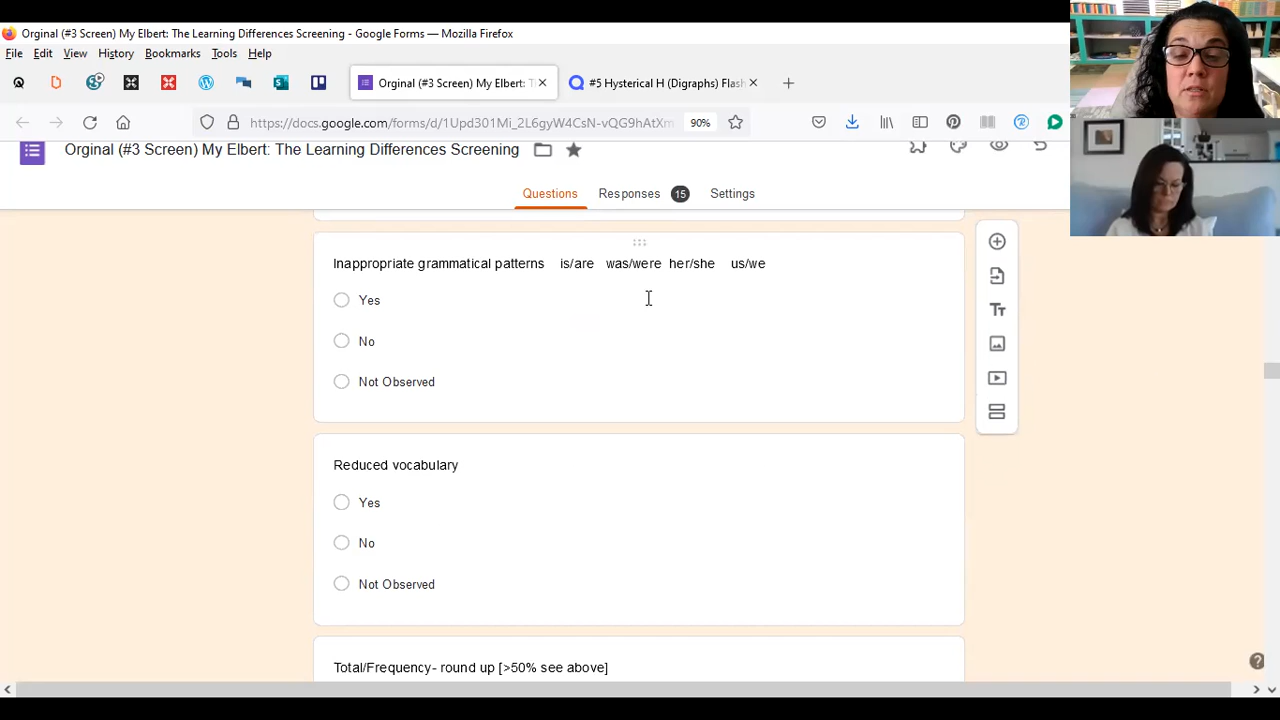 Orginal (#3 Screen) My Elbert: The Learning Differences Screening - Google Forms — Mozilla Firefox
File Edit View History Bookmarks Tools Help
Orginal (#3 Screen) My Elbert: T
#5 Hysterical H (Digraphs) Flash
https://docs.google.com/forms/d/1Upd301Mi_2L6gyW4CsN-vQG9hAtXm
90%
Orginal (#3 Screen) My Elbert: The Learning Differences Screening
Questions Responses 15 Settings
Inappropriate grammatical patterns is/are was/were her/she us/we
Yes
No
Not Observed
Reduced vocabulary
Yes
No
Not Observed
Total/Frequency- round up [>50% see above]